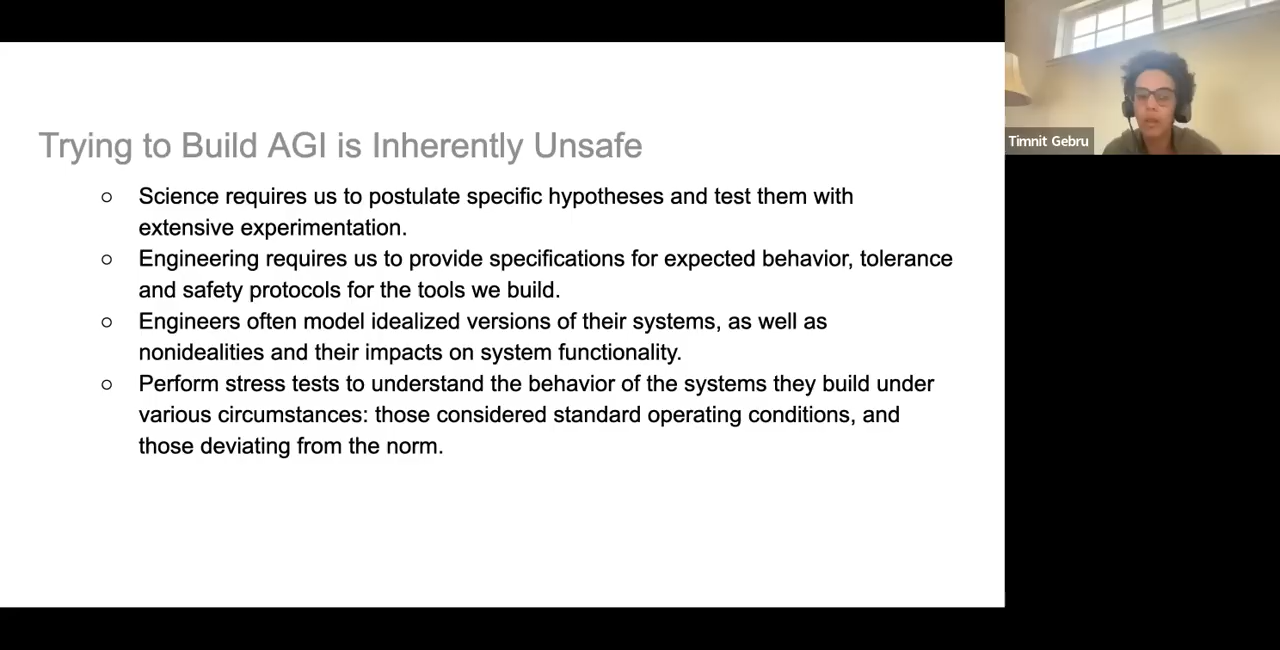 Trying to Build AGI is Inherently Unsafe
○ Science requires us to postulate specific hypotheses and test them with
extensive experimentation.
○ Engineering requires us to provide specifications for expected behavior, tolerance
and safety protocols for the tools we build.
○ Engineers often model idealized versions of their systems, as well as
nonidealities and their impacts on system functionality.
○ Perform stress tests to understand the behavior of the systems they build under
various circumstances: those considered standard operating conditions, and
those deviating from the norm.
Timnit Gebru